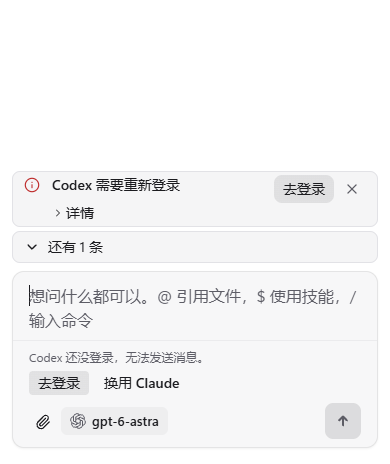 Codex 需要重新登录
去登录
详情
还有 1 条
想问什么都可以。@ 引用文件，$ 使用技能，/
输入命令
Codex 还没登录，无法发送消息。
去登录 换用 Claude
gpt-6-astra